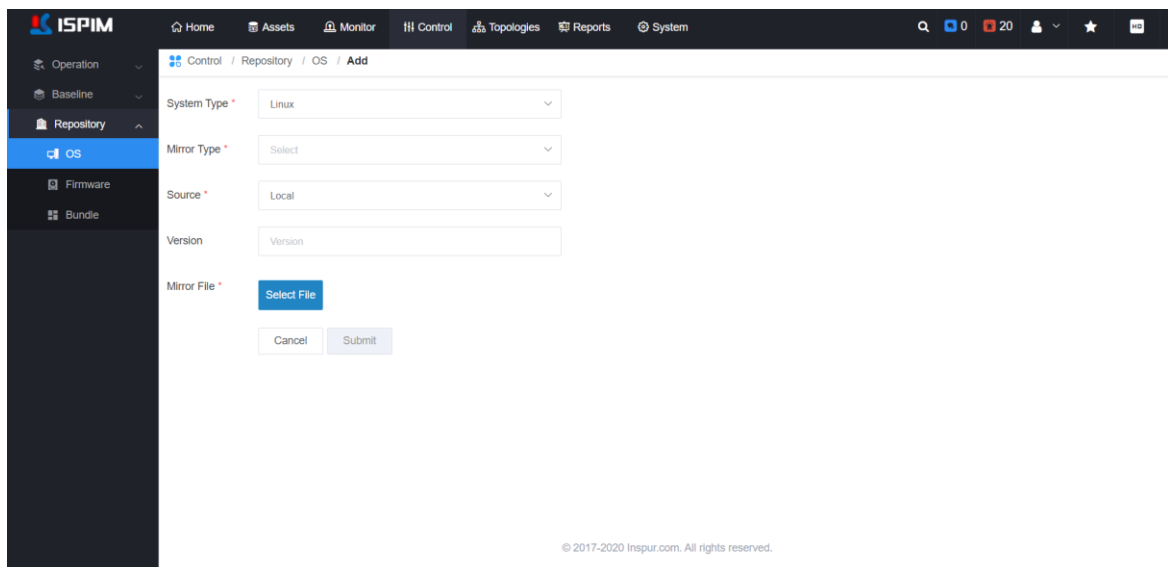 ISPIM Home Assets Monitor Control Topologies Reports System 0 20 HD
Operation
Baseline
Repository
OS
Firmware
Bundle
Control / Repository / OS / Add
System Type * Linux
Mirror Type * Select
Source * Local
Version Version
Mirror File * Select File
Cancel Submit
© 2017-2020 Inspur.com. All rights reserved.